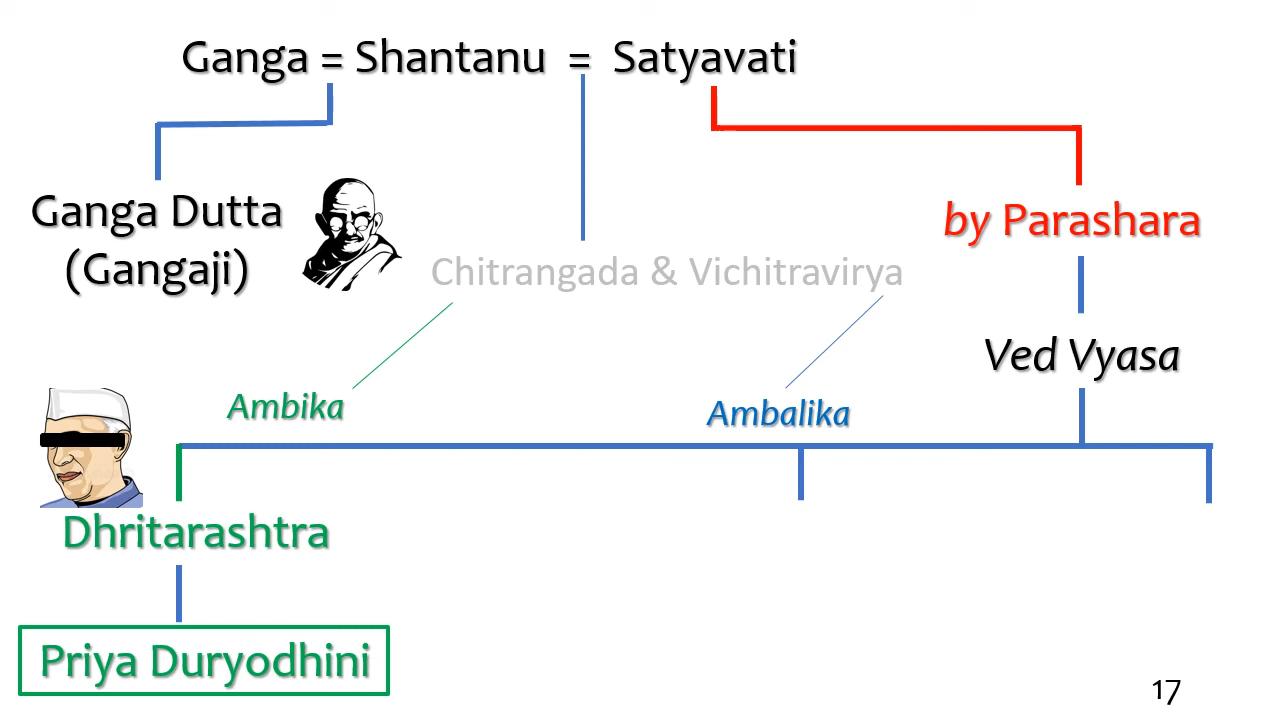 Ganga = Shantanu = Satyavati
Ganga Dutta
(Gangaji)
by Parashara
Chitrangada & Vichitravirya
Ved Vyasa
Ambika
Ambalika
Dhritarashtra
Priya Duryodhini
17